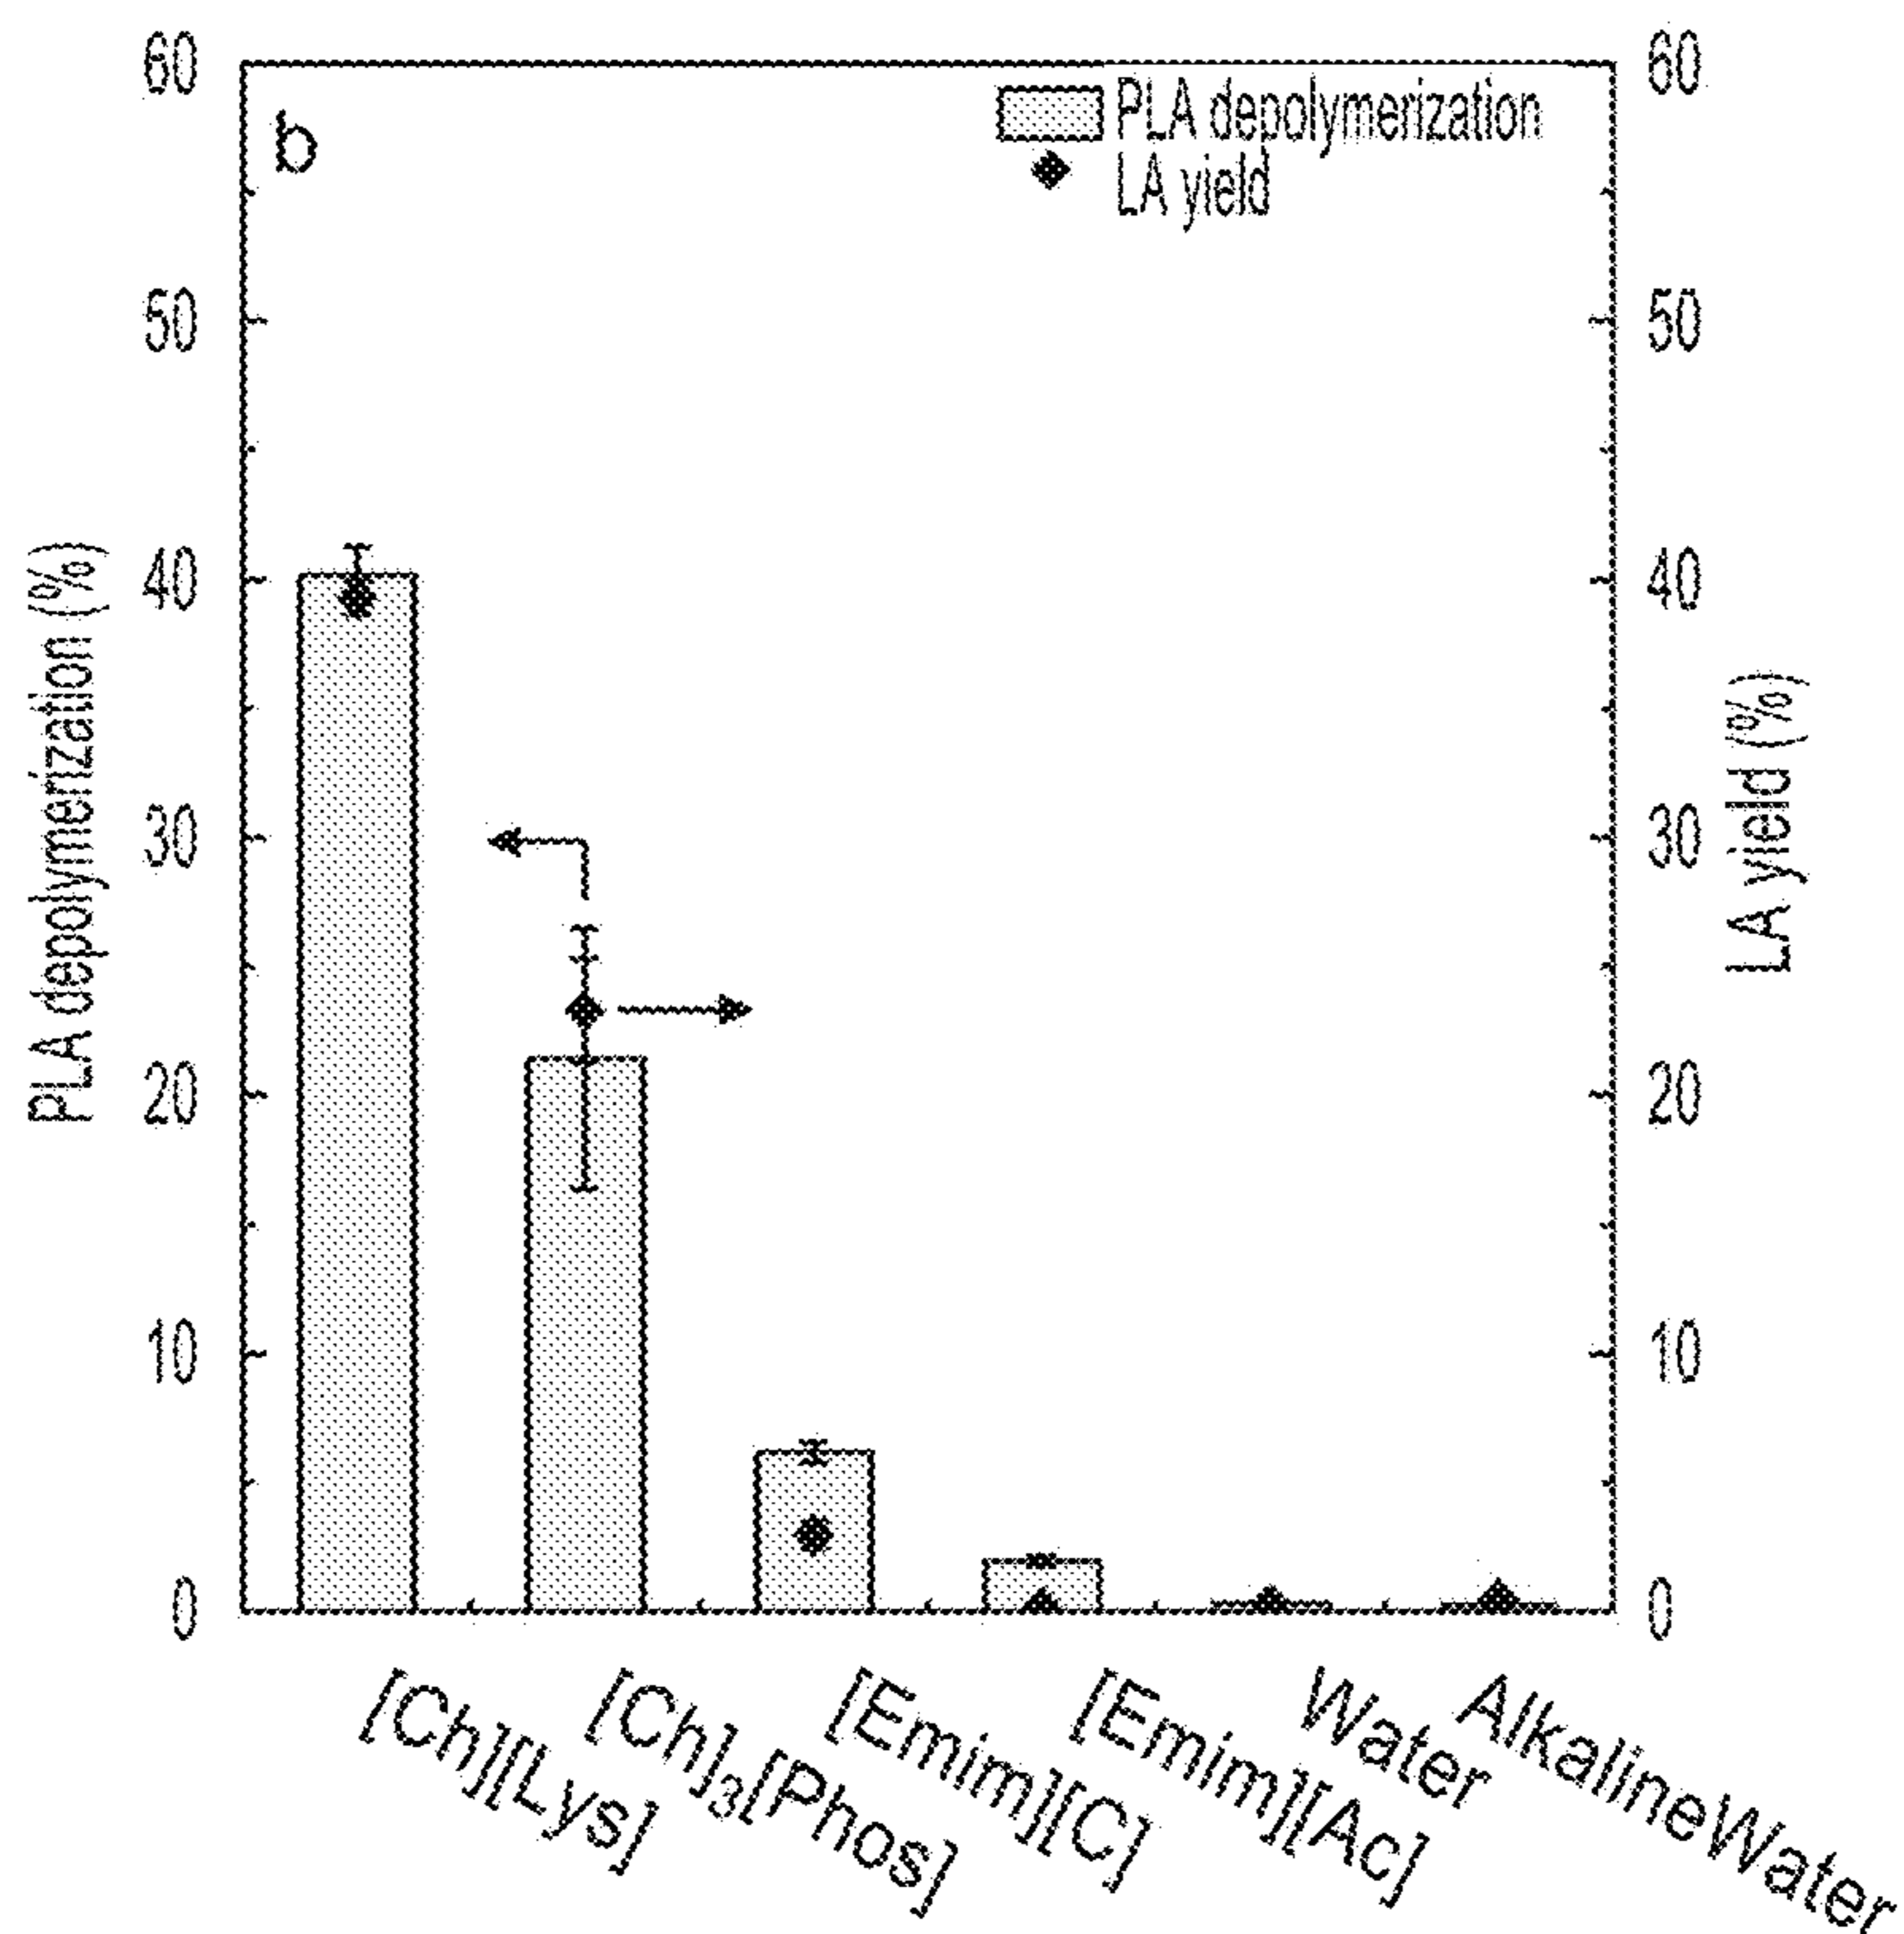 b
PLA depolymerization
LA yield
PLA depolymerization (%)
60
50
40
30
20
10
0
LA yield (%)
60
50
40
30
20
10
0
[Ch][Lys]
[Ch]₃[Phos]
[Emim][C]
[Emim][Ac]
Water
AlkalineWater